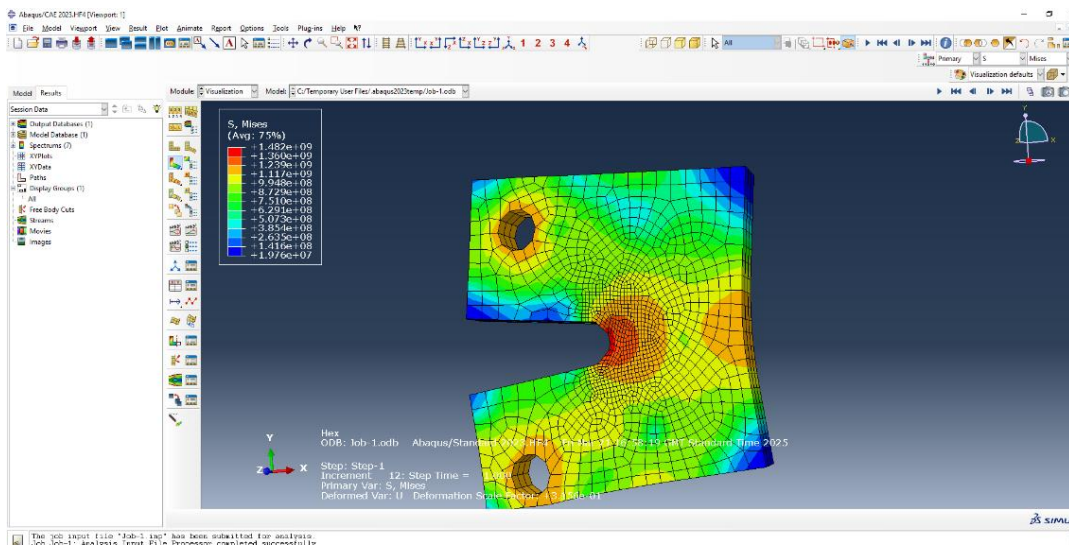 Abaqus/CAE 2023.HF4 [Viewport: 1]
File Model Viewport View Result Plot Animate Report Options Tools Plug-ins Help
1 2 3 4
All
Primary S Mises
Visualization defaults
Model Results
Module: Visualization Model: C:/Temporary User Files/.abaqus2023temp/Job-1.odb
Session Data
Output Databases (1)
Model Database (1)
Spectrums (7)
XYPlots
XYData
Paths
Display Groups (1)
All
Free Body Cuts
Streams
Movies
Images
S, Mises
(Avg: 75%)
+1.482e+09
+1.360e+09
+1.239e+09
+1.117e+09
+9.948e+08
+8.729e+08
+7.510e+08
+6.291e+08
+5.073e+08
+3.854e+08
+2.635e+08
+1.416e+08
+1.976e+07
Y
X
Y
Z X
Hex
ODB: Job-1.odb Abaqus/Standard 2023.HF4 GMT Standard Time 2025
Step: Step-1
Increment 12: Step Time =
Primary Var: S, Mises
Deformed Var: U Deformation Scale Factor:
SIMU
The job input file "Job-1.inp" has been submitted for analysis.
Job Job-1: Analysis Input File Processor completed successfully.